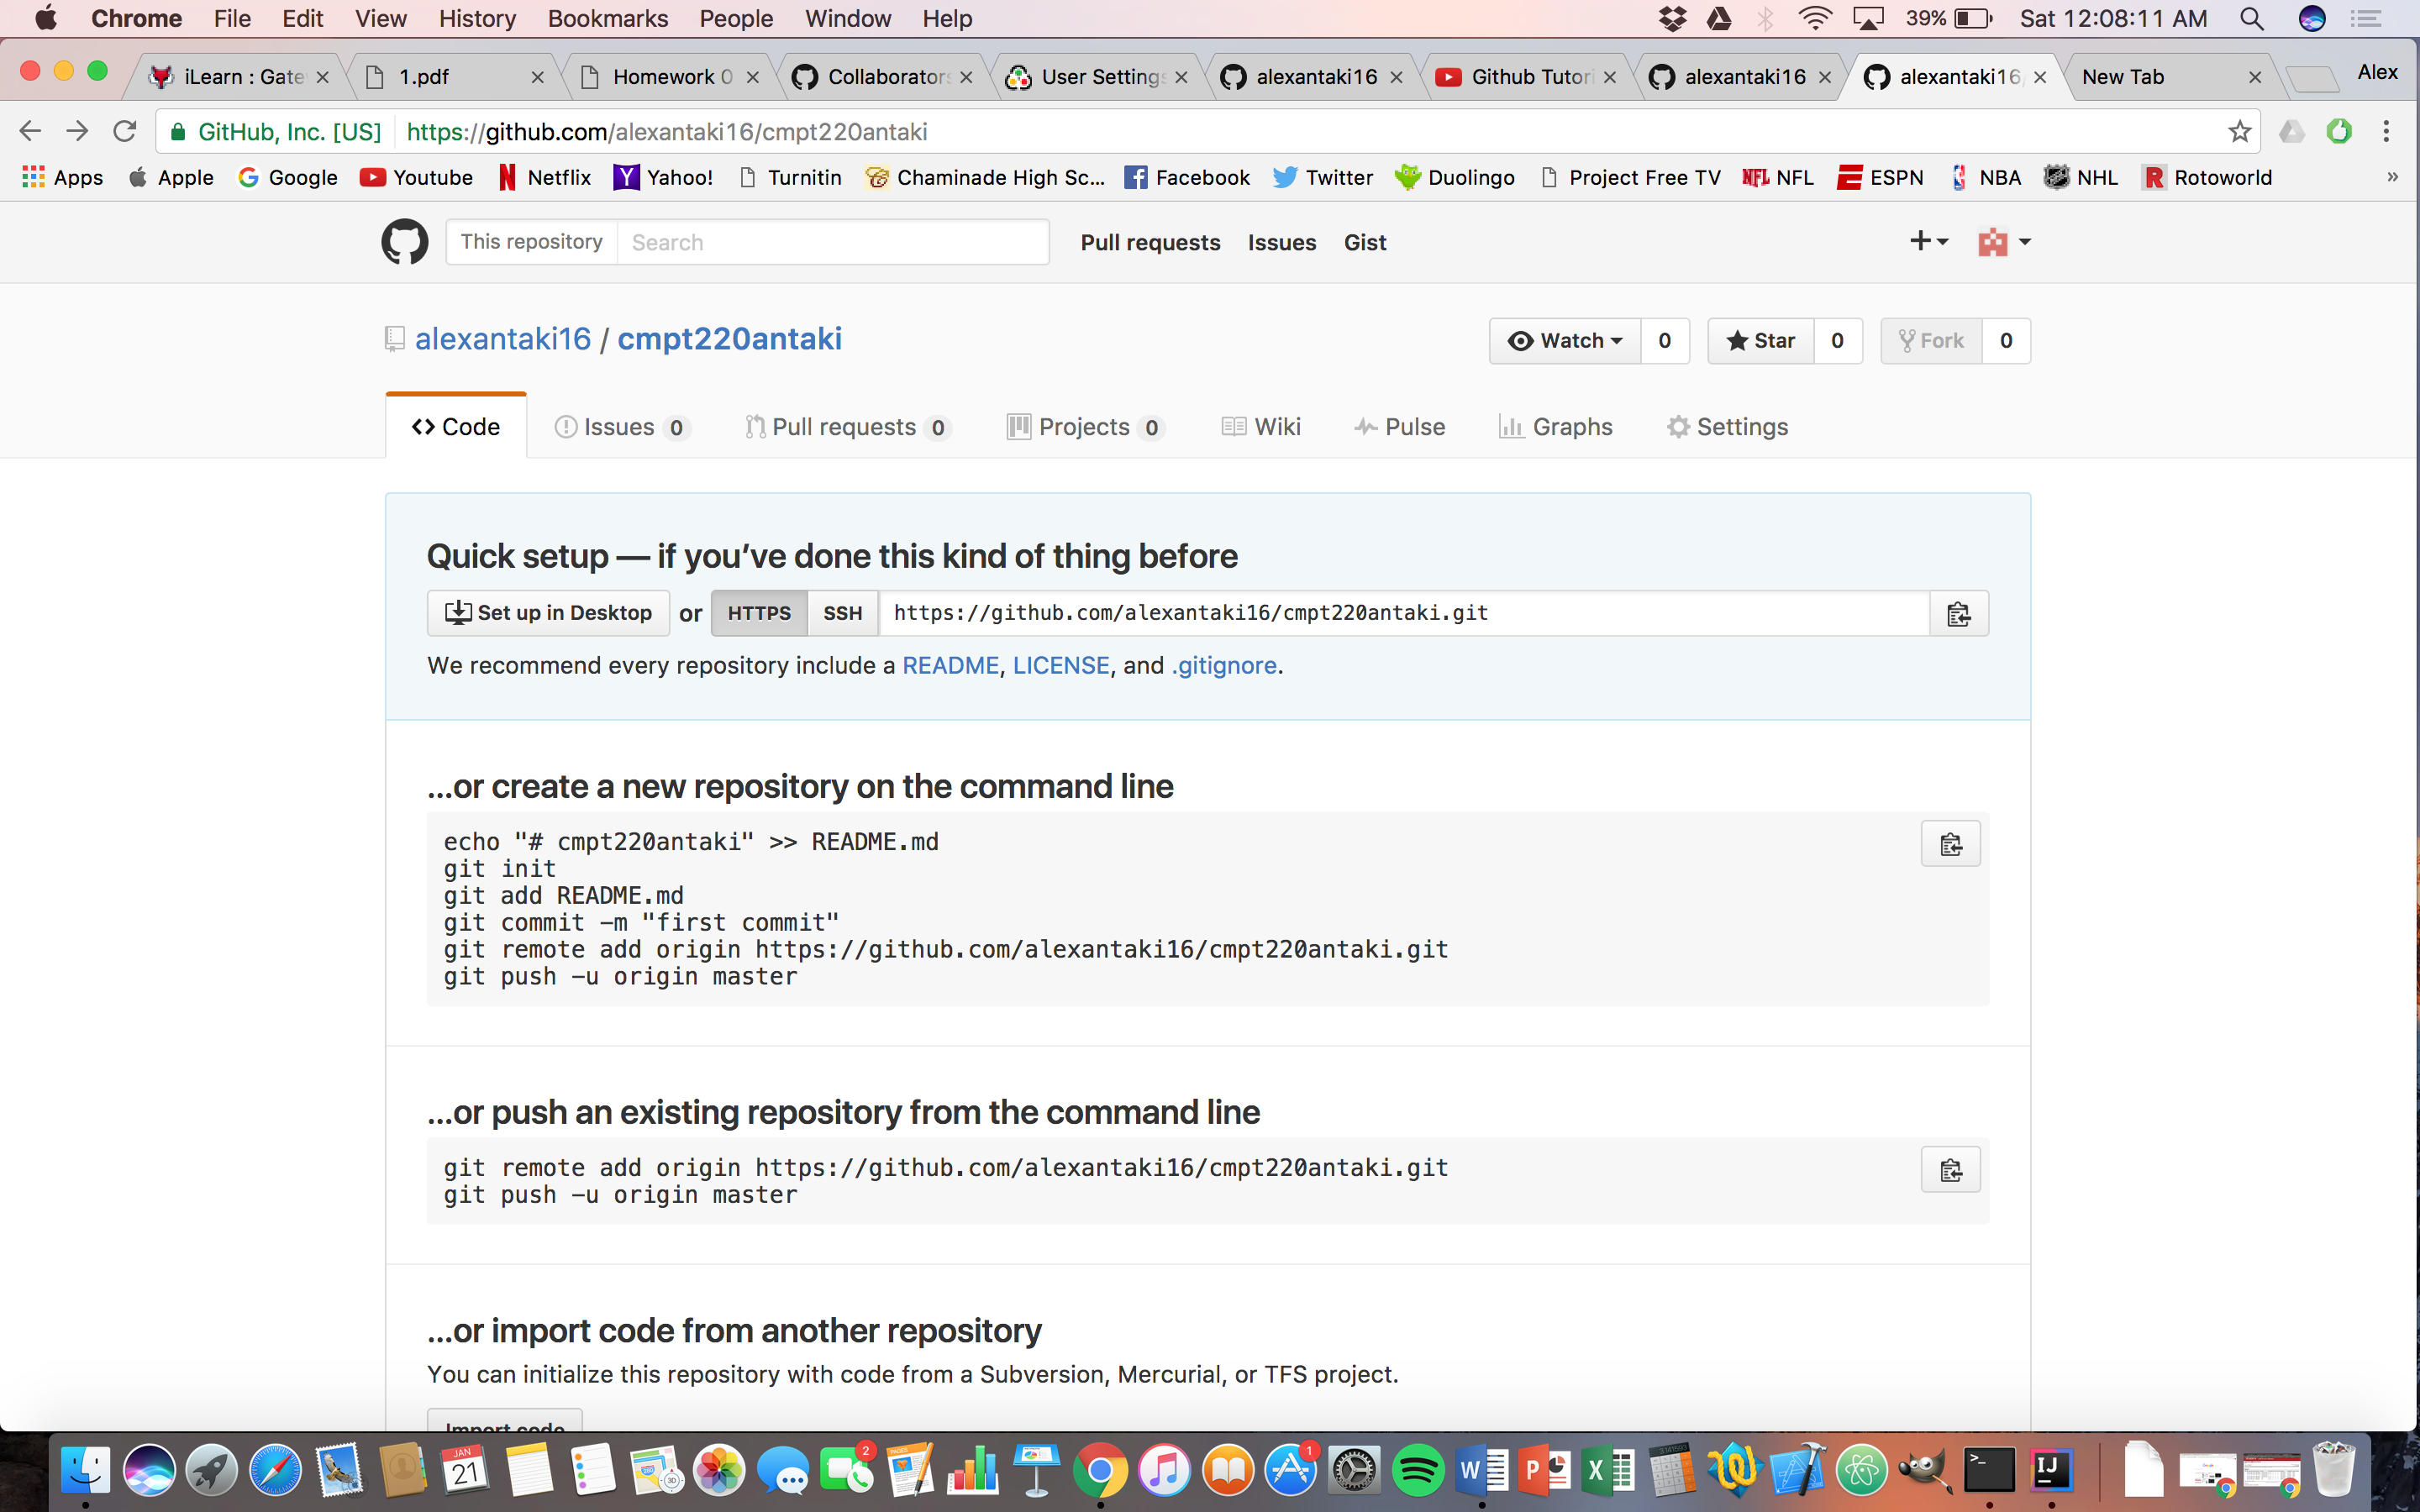 Chrome File Edit View History Bookmarks People Window Help 39% Sat 12:08:11 AM
iLearn : Gate 1.pdf Homework 0 Collaborators User Settings alexantaki16 Github Tutori alexantaki16 alexantaki16/ New Tab Alex
GitHub, Inc. [US] https://github.com/alexantaki16/cmpt220antaki
Apps Apple Google Youtube Netflix Yahoo! Turnitin Chaminade High Sc... Facebook Twitter Duolingo Project Free TV NFL NFL ESPN NBA NHL R Rotoworld »
This repository Search Pull requests Issues Gist
alexantaki16 / cmpt220antaki Watch 0 Star 0 Fork 0
Code Issues 0 Pull requests 0 Projects 0 Wiki Pulse Graphs Settings
Quick setup — if you’ve done this kind of thing before
Set up in Desktop or HTTPS SSH https://github.com/alexantaki16/cmpt220antaki.git
We recommend every repository include a README, LICENSE, and .gitignore.
…or create a new repository on the command line
echo "# cmpt220antaki" >> README.md
git init
git add README.md
git commit -m "first commit"
git remote add origin https://github.com/alexantaki16/cmpt220antaki.git
git push -u origin master
…or push an existing repository from the command line
git remote add origin https://github.com/alexantaki16/cmpt220antaki.git
git push -u origin master
…or import code from another repository
You can initialize this repository with code from a Subversion, Mercurial, or TFS project.
Import code
JAN 21 2 PAGES 1 W P X >_ IJ